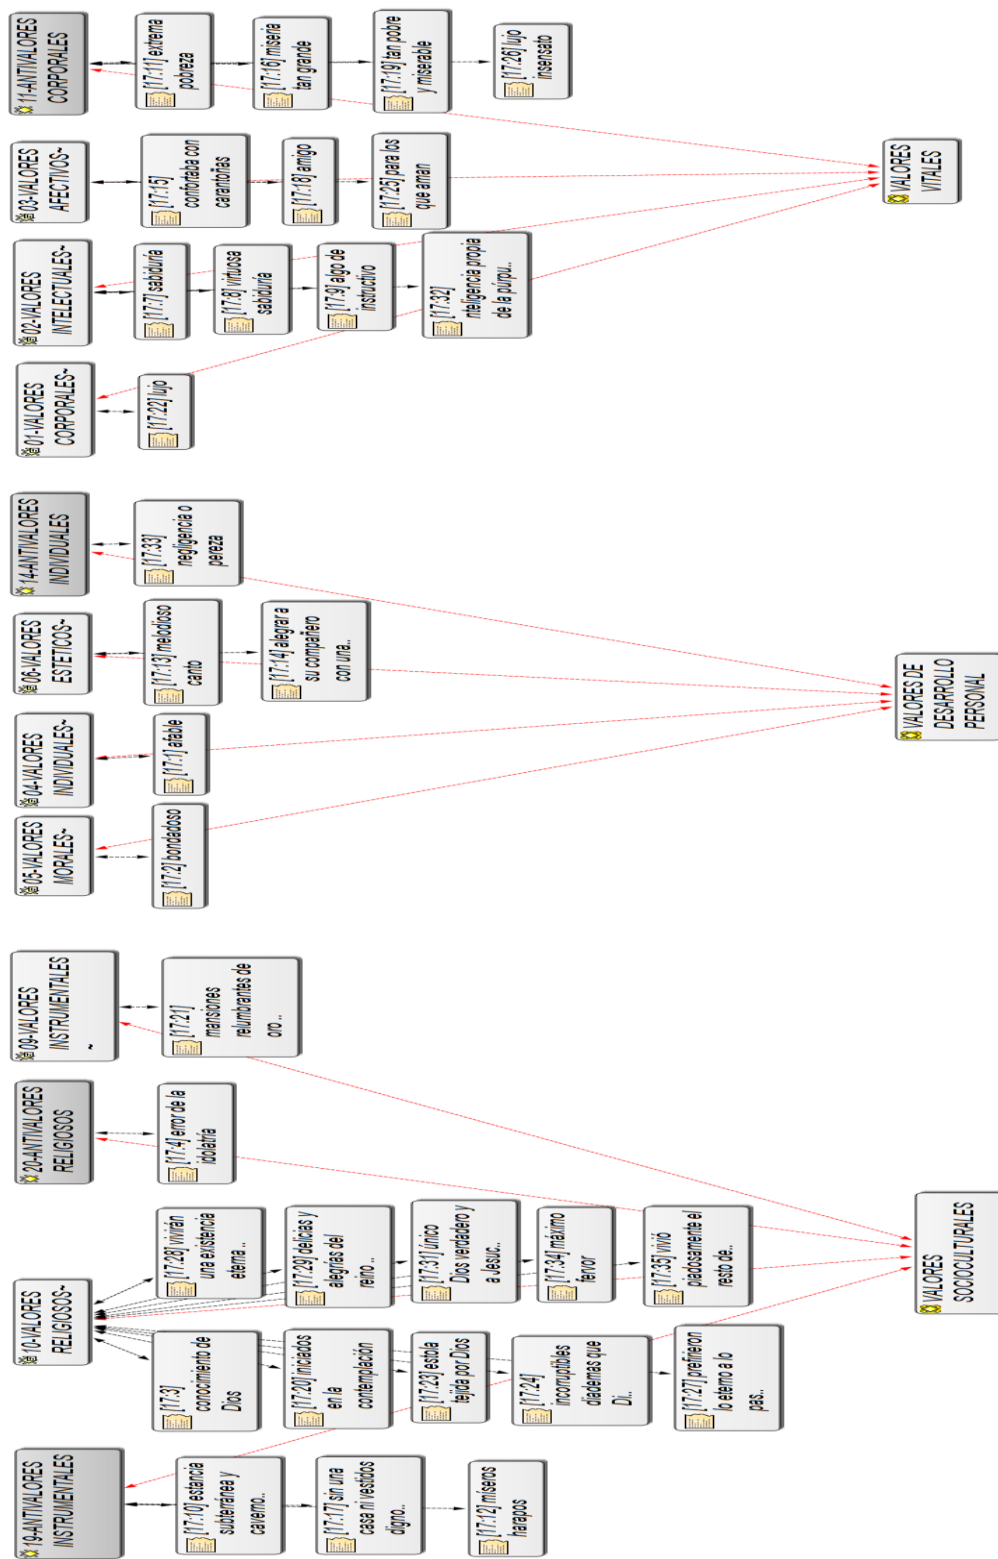 19-ANTIVALORES
INSTRUMENTALES
[17:10] estancia
subterránea y
caverno..
[17:17] sin una
casa ni vestidos
digno..
[17:12] míseros
harapos
10-VALORES
RELIGIOSOS~
[17:3]
conocimiento de
Dios
[17:20] iniciados
en la
contemplación
[17:23] estola
tejida por Dios
[17:24]
incorruptibles
diademas que
Di..
[17:27] prefirieron
lo eterno a lo
pas..
[17:28] vivirán
una existencia
eterna ..
[17:29] delicias y
alegrías del
reino ..
[17:31] único
Dios verdadero y
a Jesuc..
[17:34] máximo
fervor
[17:35] vivió
piadosamente el
resto de..
20-ANTIVALORES
RELIGIOSOS
[17:4] error de la
idolatría
09-VALORES
INSTRUMENTALES
~
[17:21]
mansiones
relumbrantes de
oro ..
VALORES
SOCIOCULTURALES
05-VALORES
MORALES~
[17:2] bondadoso
04-VALORES
INDIVIDUALES~
[17:1] afable
06-VALORES
ESTETICOS~
[17:13] melodioso
canto
[17:14] alegrar a
su compañero
con una..
14-ANTIVALORES
INDIVIDUALES
[17:33]
negligencia o
pereza
VALORES DE
DESARROLLO
PERSONAL
01-VALORES
CORPORALES~
[17:22] lujo
02-VALORES
INTELECTUALES~
[17:7] sabiduría
[17:8] virtuosa
sabiduría
[17:9] algo de
instructivo
[17:32]
nteligencia propia
de la púrpu..
03-VALORES
AFECTIVOS~
[17:15]
confortaba con
carantoñas
[17:18] amigo
[17:25] para los
que aman
11-ANTIVALORES
CORPORALES
[17:11] extrema
pobreza
[17:16] miseria
tan grande
[17:19] tan pobre
y miserable
[17:26] lujo
insensato
VALORES
VITALES